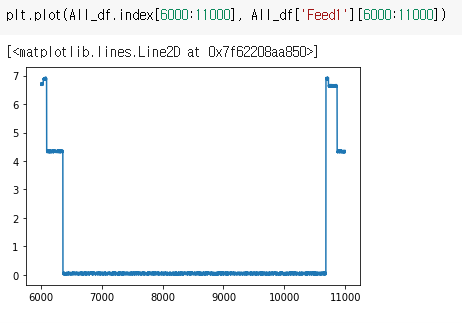 plt.plot(All_df.index[6000:11000], All_df['Feed1'][6000:11000])
[<matplotlib.lines.Line2D at 0x7f62208aa850>]
7
6
5
4
3
2
1
0
6000 7000 8000 9000 10000 11000